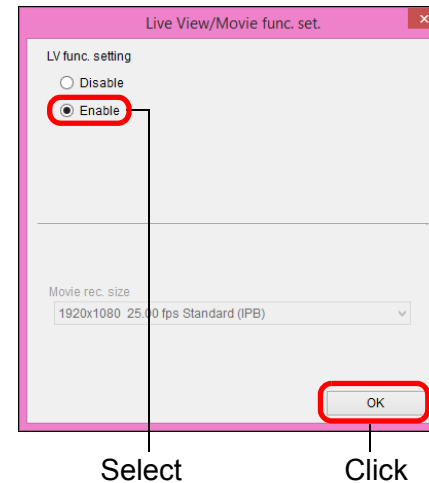 Live View/Movie func. set.
LV func. setting
Disable
Enable
Movie rec. size
1920x1080 25.00 fps Standard (IPB)
OK
Select
Click